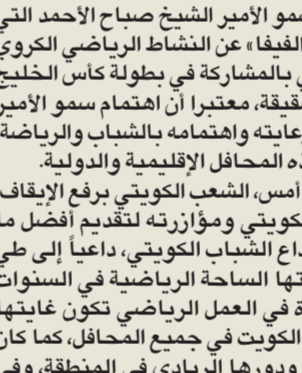 سمو الأمير الشيخ صباح الأحمد التي
الفيفا» عن النشاط الرياضي الكروي
بالمشاركة في بطولة كأس الخليج
قيقة، معتبرا أن اهتمام سمو الأمير
عايته واهتمامه بالشباب والرياضة
ه المحافل الإقليمية والدولية.
أمس، الشعب الكويتي برفع الإيقاف
كويتي ومؤازرته لتقديم أفضل ما
داع الشباب الكويتي، داعياً إلى طي
تها الساحة الرياضية في السنوات
ة في العمل الرياضي تكون غايتها
الكويت في جميع المحافل، كما كان
ودورها الريادي في المنطقة، وفي